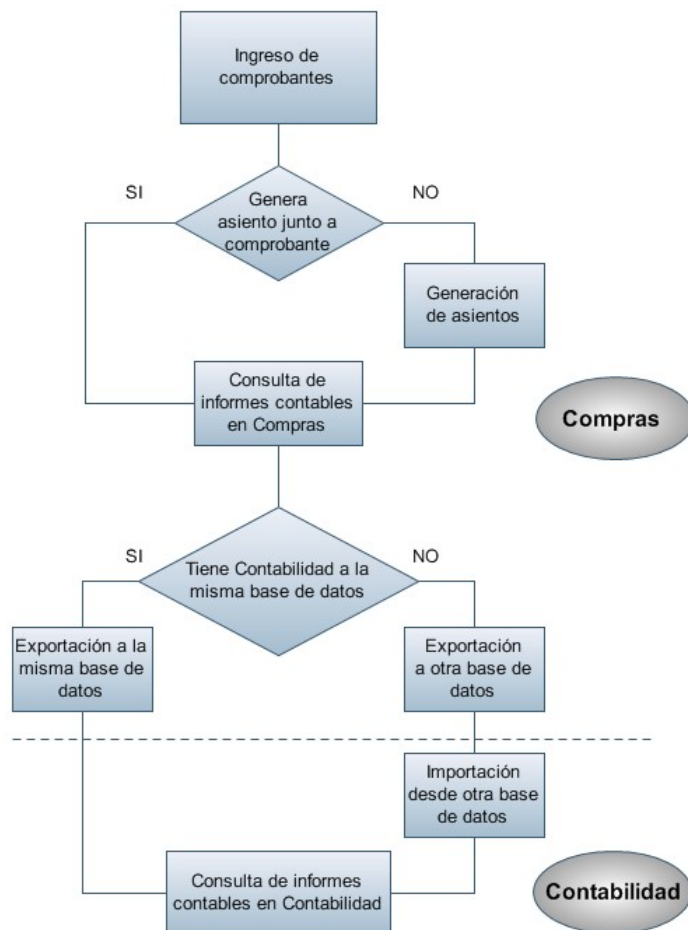 Ingreso de
comprobantes
SI
NO
Genera
asiento junto a
comprobante
Generación
de asientos
Consulta de
informes contables
en Compras
Compras
SI
NO
Tiene Contabilidad a la
misma base de datos
Exportación a la
misma base de
datos
Exportación
a otra base de
datos
Importación
desde otra base
de datos
Consulta de informes
contables en Contabilidad
Contabilidad